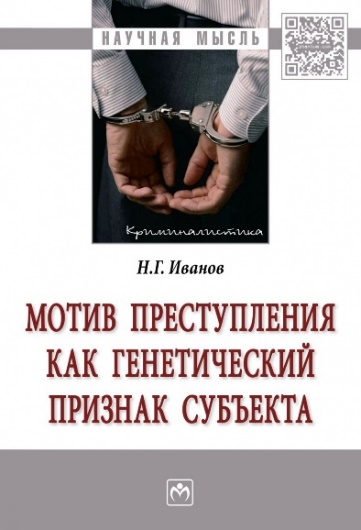 НАУЧНАЯ МЫСЛЬ
Криминалистика
Н.Г. Иванов
МОТИВ ПРЕСТУПЛЕНИЯ
КАК ГЕНЕТИЧЕСКИЙ
ПРИЗНАК СУБЪЕКТА